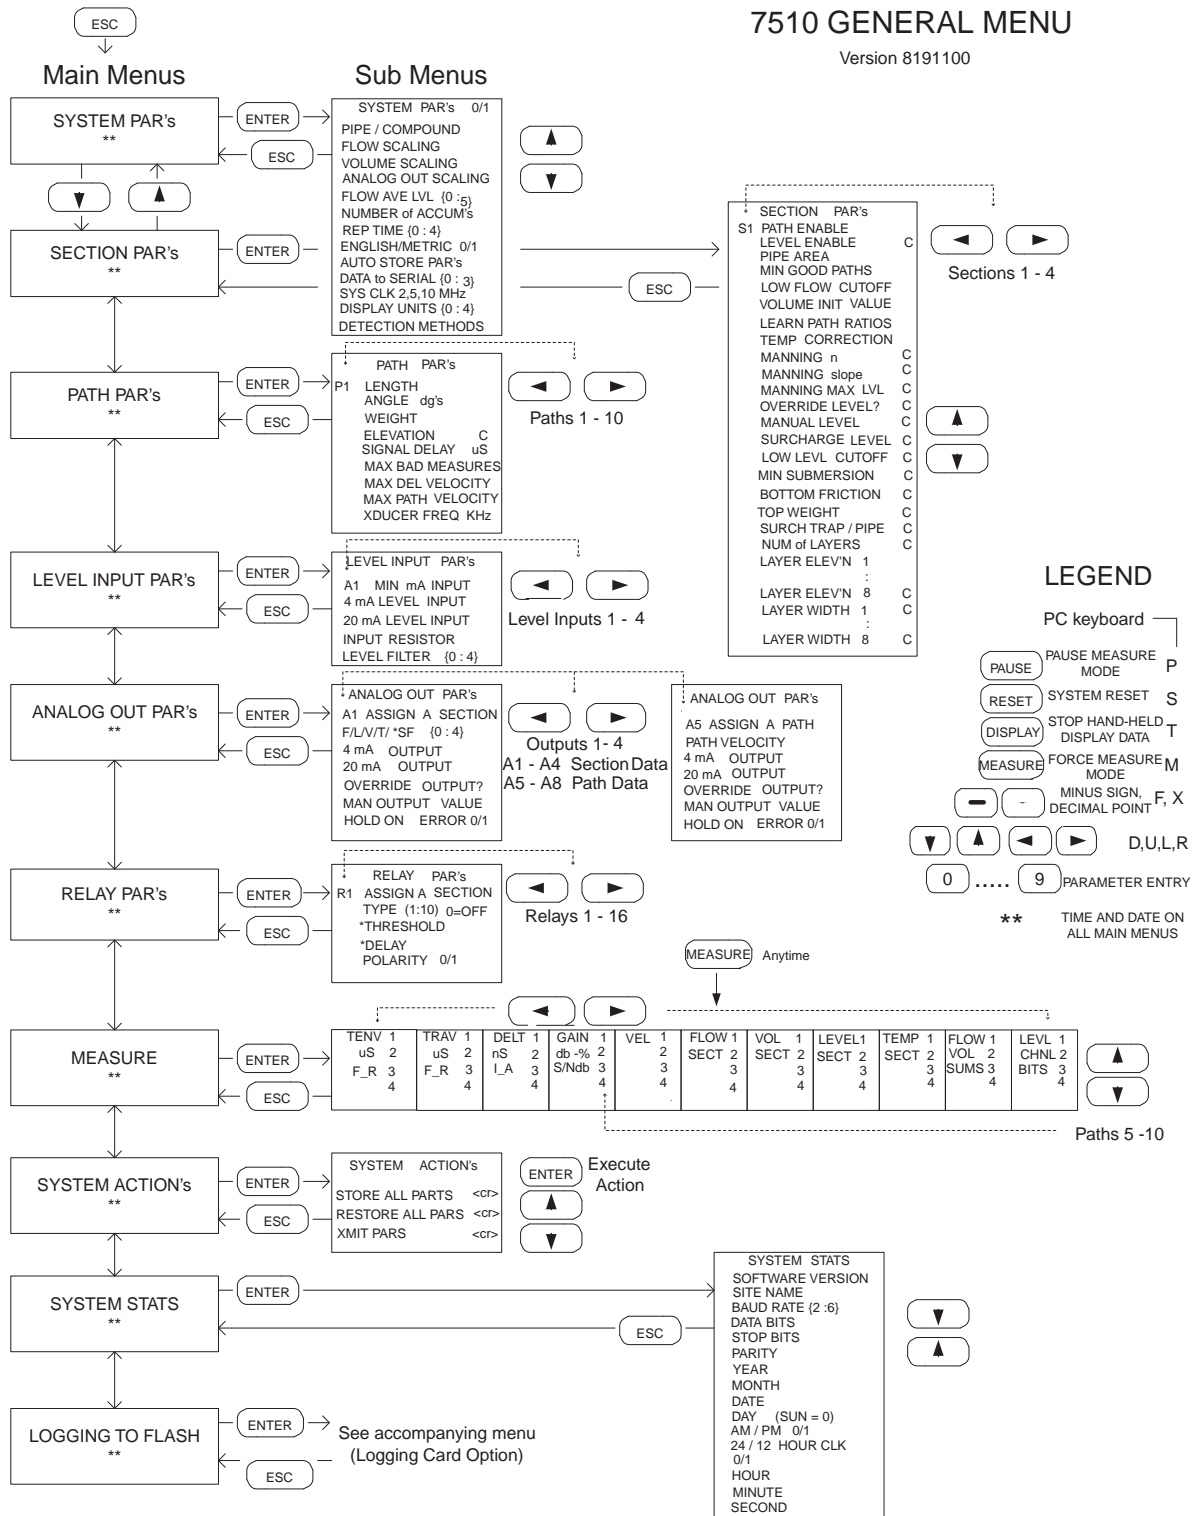 7510 GENERAL MENU
Version 8191100
ESC
Main Menus
Sub Menus
SYSTEM PAR's
**
ENTER
ESC
SYSTEM PAR's 0/1
PIPE / COMPOUND
FLOW SCALING
VOLUME SCALING
ANALOG OUT SCALING
FLOW AVE LVL {0 : 5}
NUMBER of ACCUM's
REP TIME {0 : 4}
ENGLISH/METRIC 0/1
AUTO STORE PAR's
DATA to SERIAL {0 : 3}
SYS CLK 2,5,10 MHz
DISPLAY UNITS {0 : 4}
DETECTION METHODS
SECTION PAR's
**
ENTER
ESC
SECTION PAR's
S1 PATH ENABLE
LEVEL ENABLE C
PIPE AREA
MIN GOOD PATHS
LOW FLOW CUTOFF
VOLUME INIT VALUE
LEARN PATH RATIOS
TEMP CORRECTION
MANNING n C
MANNING slope C
MANNING MAX LVL C
OVERRIDE LEVEL? C
MANUAL LEVEL C
SURCHARGE LEVEL C
LOW LEVL CUTOFF C
MIN SUBMERSION C
BOTTOM FRICTION C
TOP WEIGHT C
SURCH TRAP / PIPE C
NUM of LAYERS C
LAYER ELEV'N 1
:
LAYER ELEV'N 8 C
LAYER WIDTH 1 C
:
LAYER WIDTH 8 C
Sections 1 - 4
PATH PAR's
**
ENTER
ESC
PATH PAR's
P1 LENGTH
ANGLE dg's
WEIGHT
ELEVATION C
SIGNAL DELAY uS
MAX BAD MEASURES
MAX DEL VELOCITY
MAX PATH VELOCITY
XDUCER FREQ KHz
Paths 1 - 10
LEVEL INPUT PAR's
**
ENTER
ESC
LEVEL INPUT PAR's
A1 MIN mA INPUT
4 mA LEVEL INPUT
20 mA LEVEL INPUT
INPUT RESISTOR
LEVEL FILTER {0 : 4}
Level Inputs 1 - 4
ANALOG OUT PAR's
**
ENTER
ESC
ANALOG OUT PAR's
A1 ASSIGN A SECTION
F/L/V/T/ *SF {0 : 4}
4 mA OUTPUT
20 mA OUTPUT
OVERRIDE OUTPUT?
MAN OUTPUT VALUE
HOLD ON ERROR 0/1
Outputs 1- 4
A1 - A4 Section Data
A5 - A8 Path Data
ANALOG OUT PAR's
A5 ASSIGN A PATH
PATH VELOCITY
4 mA OUTPUT
20 mA OUTPUT
OVERRIDE OUTPUT?
MAN OUTPUT VALUE
HOLD ON ERROR 0/1
LEGEND
PC keyboard
PAUSE PAUSE MEASURE MODE P
RESET SYSTEM RESET S
DISPLAY STOP HAND-HELD DISPLAY DATA T
MEASURE FORCE MEASURE MODE M
MINUS SIGN, DECIMAL POINT F, X
D,U,L,R
0 ..... 9 PARAMETER ENTRY
** TIME AND DATE ON ALL MAIN MENUS
RELAY PAR's
**
ENTER
ESC
RELAY PAR's
R1 ASSIGN A SECTION
TYPE (1:10) 0=OFF
*THRESHOLD
*DELAY
POLARITY 0/1
Relays 1 - 16
MEASURE Anytime
MEASURE
**
ENTER
ESC
TENV 1
uS 2
F_R 3
4
TRAV 1
uS 2
F_R 3
4
DELT 1
nS 2
I_A 3
4
GAIN 1
db -% 2
S/Ndb 3
4
VEL 1
2
3
4
FLOW 1
SECT 2
3
4
VOL 1
SECT 2
3
4
LEVEL1
SECT 2
3
4
TEMP 1
SECT 2
3
4
FLOW 1
VOL 2
SUMS 3
4
LEVL 1
CHNL 2
BITS 3
4
Paths 5 -10
SYSTEM ACTION's
**
ENTER
ESC
SYSTEM ACTION's
STORE ALL PARTS <cr>
RESTORE ALL PARS <cr>
XMIT PARS <cr>
ENTER Execute Action
SYSTEM STATS
**
ENTER
ESC
SYSTEM STATS
SOFTWARE VERSION
SITE NAME
BAUD RATE {2 :6}
DATA BITS
STOP BITS
PARITY
YEAR
MONTH
DATE
DAY (SUN = 0)
AM / PM 0/1
24 / 12 HOUR CLK
0/1
HOUR
MINUTE
SECOND
LOGGING TO FLASH
**
ENTER
ESC
See accompanying menu
(Logging Card Option)